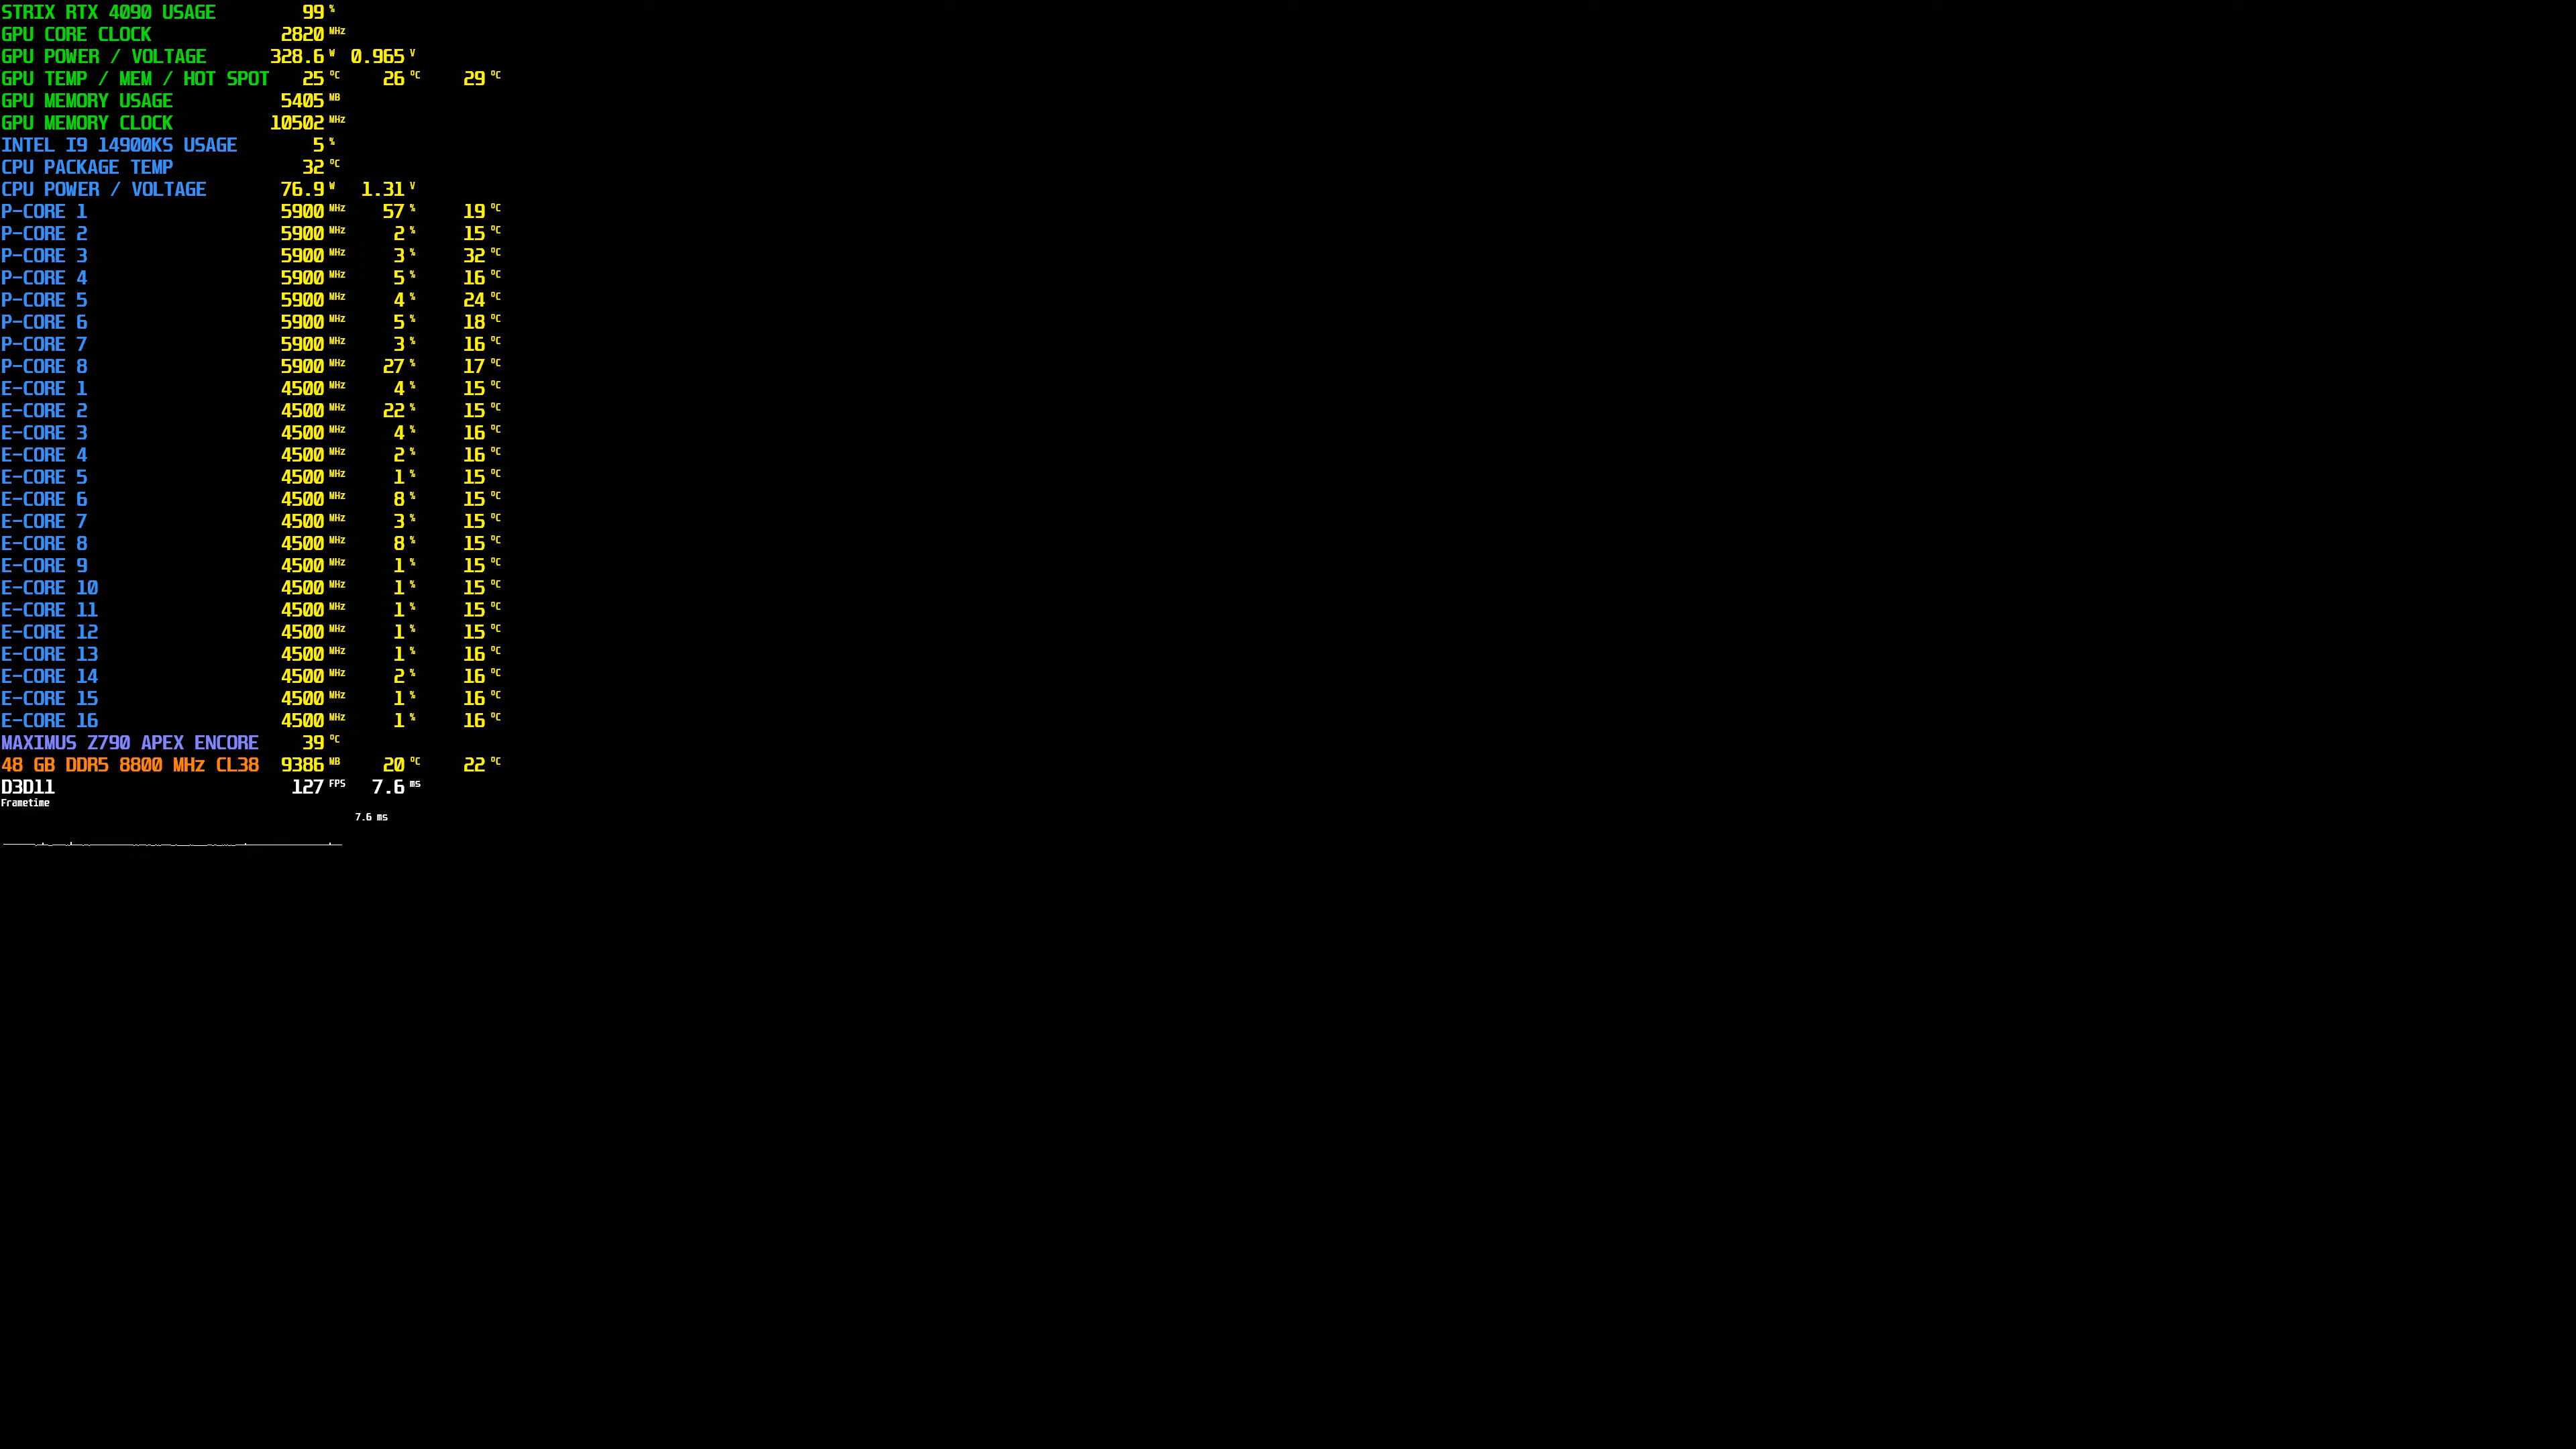 STRIX RTX 4090 USAGE 99 %
GPU CORE CLOCK 2820 MHz
GPU POWER / VOLTAGE 328.6 W 0.965 V
GPU TEMP / MEM / HOT SPOT 25 °C 26 °C 29 °C
GPU MEMORY USAGE 5405 MB
GPU MEMORY CLOCK 10502 MHz
INTEL I9 14900KS USAGE 5 %
CPU PACKAGE TEMP 32 °C
CPU POWER / VOLTAGE 76.9 W 1.31 V
P-CORE 1 5900 MHz 57 % 19 °C
P-CORE 2 5900 MHz 2 % 15 °C
P-CORE 3 5900 MHz 3 % 32 °C
P-CORE 4 5900 MHz 5 % 16 °C
P-CORE 5 5900 MHz 4 % 24 °C
P-CORE 6 5900 MHz 5 % 18 °C
P-CORE 7 5900 MHz 3 % 16 °C
P-CORE 8 5900 MHz 27 % 17 °C
E-CORE 1 4500 MHz 4 % 15 °C
E-CORE 2 4500 MHz 22 % 15 °C
E-CORE 3 4500 MHz 4 % 16 °C
E-CORE 4 4500 MHz 2 % 16 °C
E-CORE 5 4500 MHz 1 % 15 °C
E-CORE 6 4500 MHz 8 % 15 °C
E-CORE 7 4500 MHz 3 % 15 °C
E-CORE 8 4500 MHz 8 % 15 °C
E-CORE 9 4500 MHz 1 % 15 °C
E-CORE 10 4500 MHz 1 % 15 °C
E-CORE 11 4500 MHz 1 % 15 °C
E-CORE 12 4500 MHz 1 % 15 °C
E-CORE 13 4500 MHz 1 % 16 °C
E-CORE 14 4500 MHz 2 % 16 °C
E-CORE 15 4500 MHz 1 % 16 °C
E-CORE 16 4500 MHz 1 % 16 °C
MAXIMUS Z790 APEX ENCORE 39 °C
48 GB DDR5 8800 MHz CL38 9386 MB 20 °C 22 °C
D3D11 127 FPS 7.6 ms
Frametime
7.6 ms